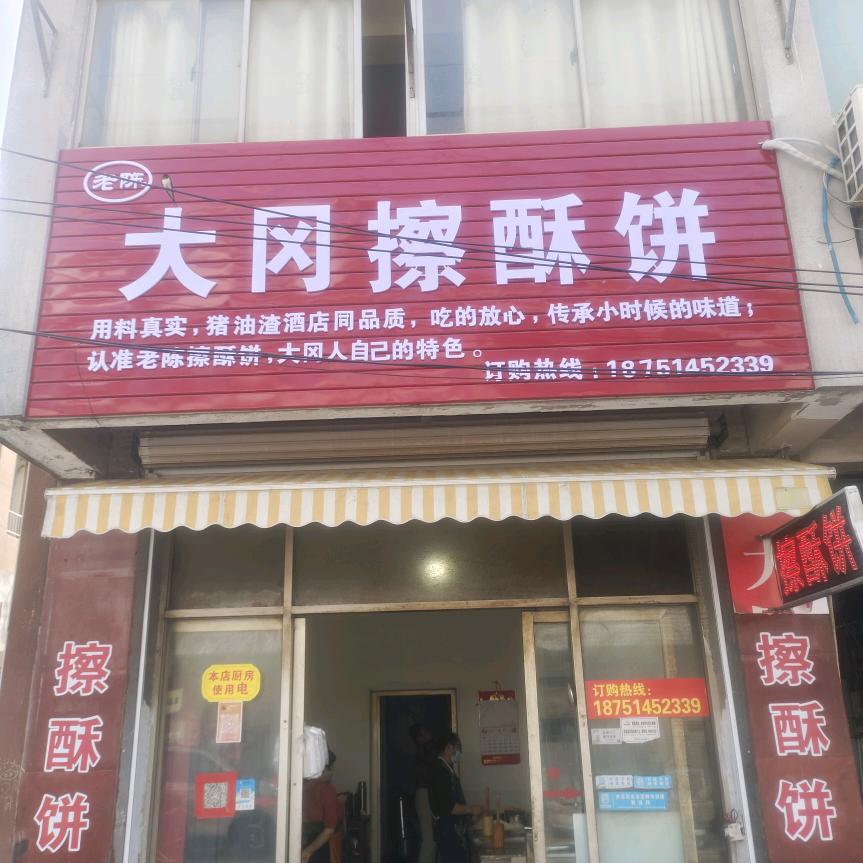 老陈
大冈擦酥饼
用料真实，猪油渣酒店同品质，吃的放心，传承小时候的味道；
认准老陈擦酥饼，大冈人自己的特色。
订购热线：18751452339
擦酥饼
擦酥饼
擦酥饼
本店厨房
使用电
订购热线：
18751452339